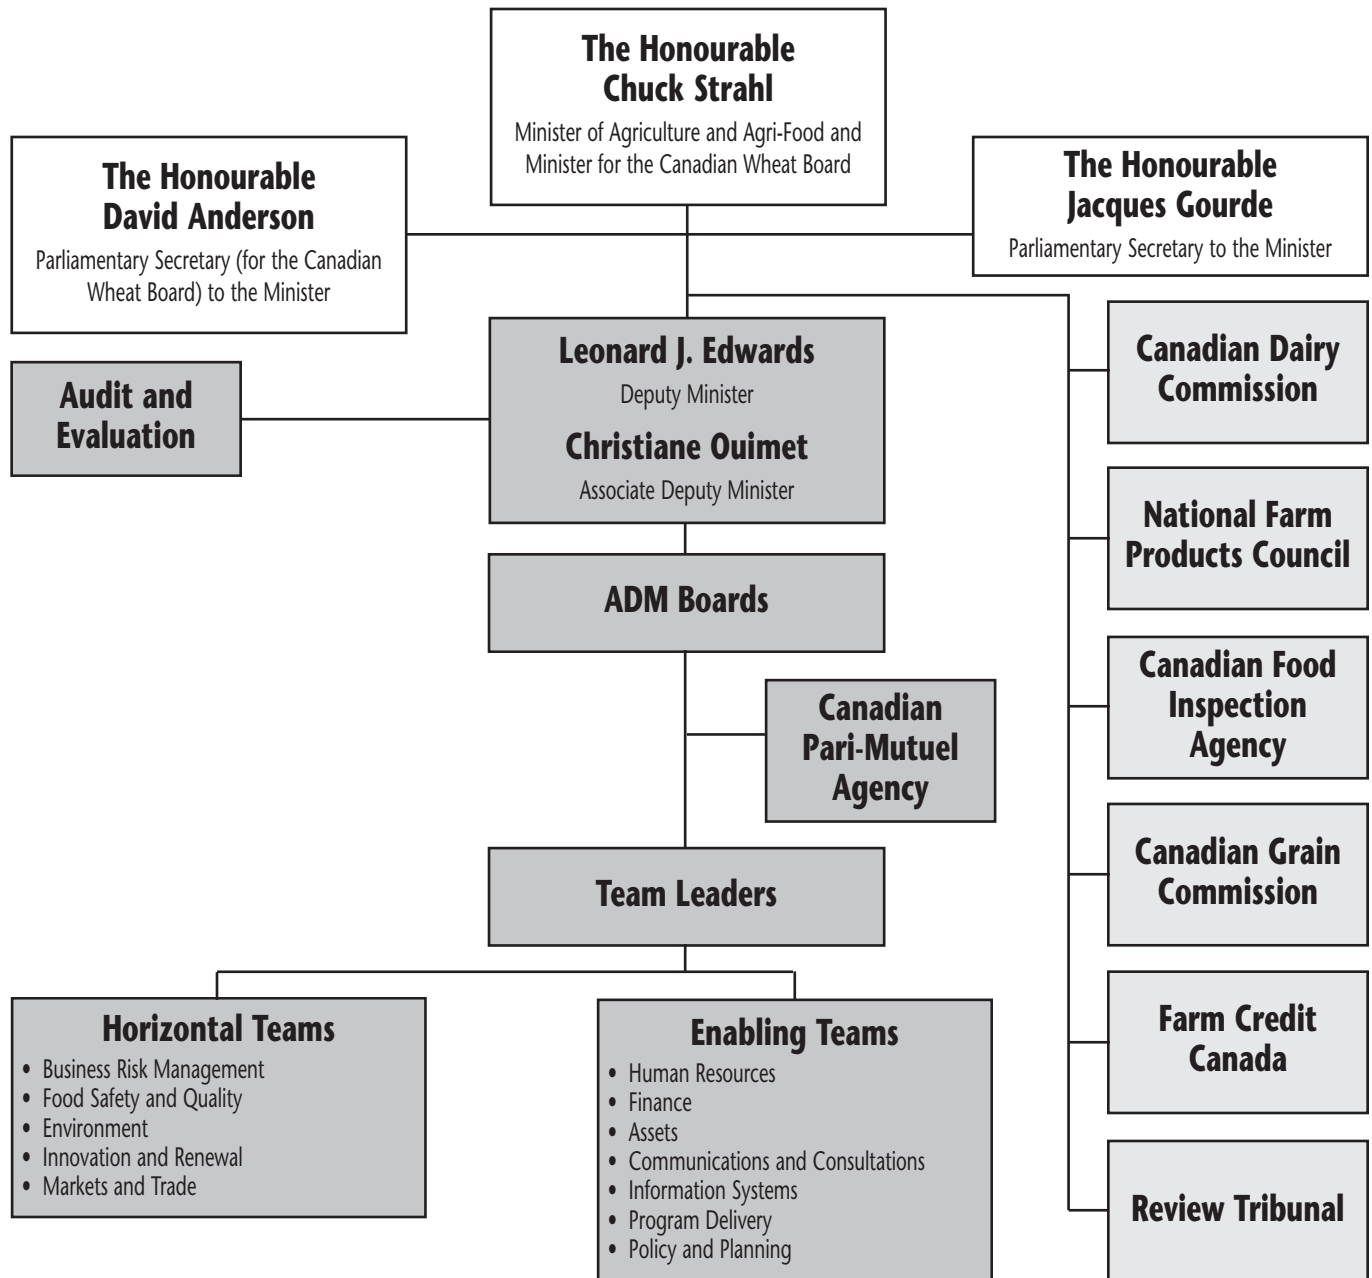 The Honourable
Chuck Strahl
Minister of Agriculture and Agri-Food and
Minister for the Canadian Wheat Board
The Honourable
David Anderson
Parliamentary Secretary (for the Canadian
Wheat Board) to the Minister
The Honourable
Jacques Gourde
Parliamentary Secretary to the Minister
Leonard J. Edwards
Deputy Minister
Christiane Ouimet
Associate Deputy Minister
Audit and
Evaluation
ADM Boards
Canadian
Pari-Mutuel
Agency
Team Leaders
Horizontal Teams
• Business Risk Management
• Food Safety and Quality
• Environment
• Innovation and Renewal
• Markets and Trade
Enabling Teams
• Human Resources
• Finance
• Assets
• Communications and Consultations
• Information Systems
• Program Delivery
• Policy and Planning
Canadian Dairy
Commission
National Farm
Products Council
Canadian Food
Inspection
Agency
Canadian Grain
Commission
Farm Credit
Canada
Review Tribunal